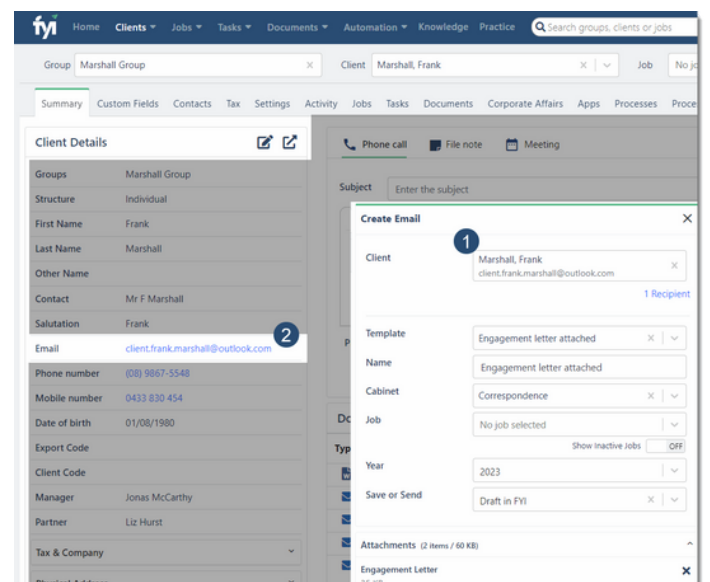 fyi Home Clients Jobs Tasks Documents Automation Knowledge Practice Search groups, clients or jobs
Group Marshall Group Client Marshall, Frank Job No
Summary Custom Fields Contacts Tax Settings Activity Jobs Tasks Documents Corporate Affairs Apps Processes
Client Details
Groups Marshall Group
Structure Individual
First Name Frank
Last Name Marshall
Other Name
Contact Mr F Marshall
Salutation Frank
Email client.frank.marshall@outlook.com 2
Phone number (08) 9867-5548
Mobile number 0433 830 454
Date of birth 01/08/1980
Export Code
Client Code
Manager Jonas McCarthy
Partner Liz Hurst
Tax & Company
Phone call File note Meeting
Subject Enter the subject
Create Email
1
Client Marshall, Frank
client.frank.marshall@outlook.com
1 Recipient
Template Engagement letter attached
Name Engagement letter attached
Cabinet Correspondence
Job No job selected
Show Inactive Jobs OFF
Year 2023
Save or Send Draft in FYI
Attachments (2 items / 60 KB)
Engagement Letter